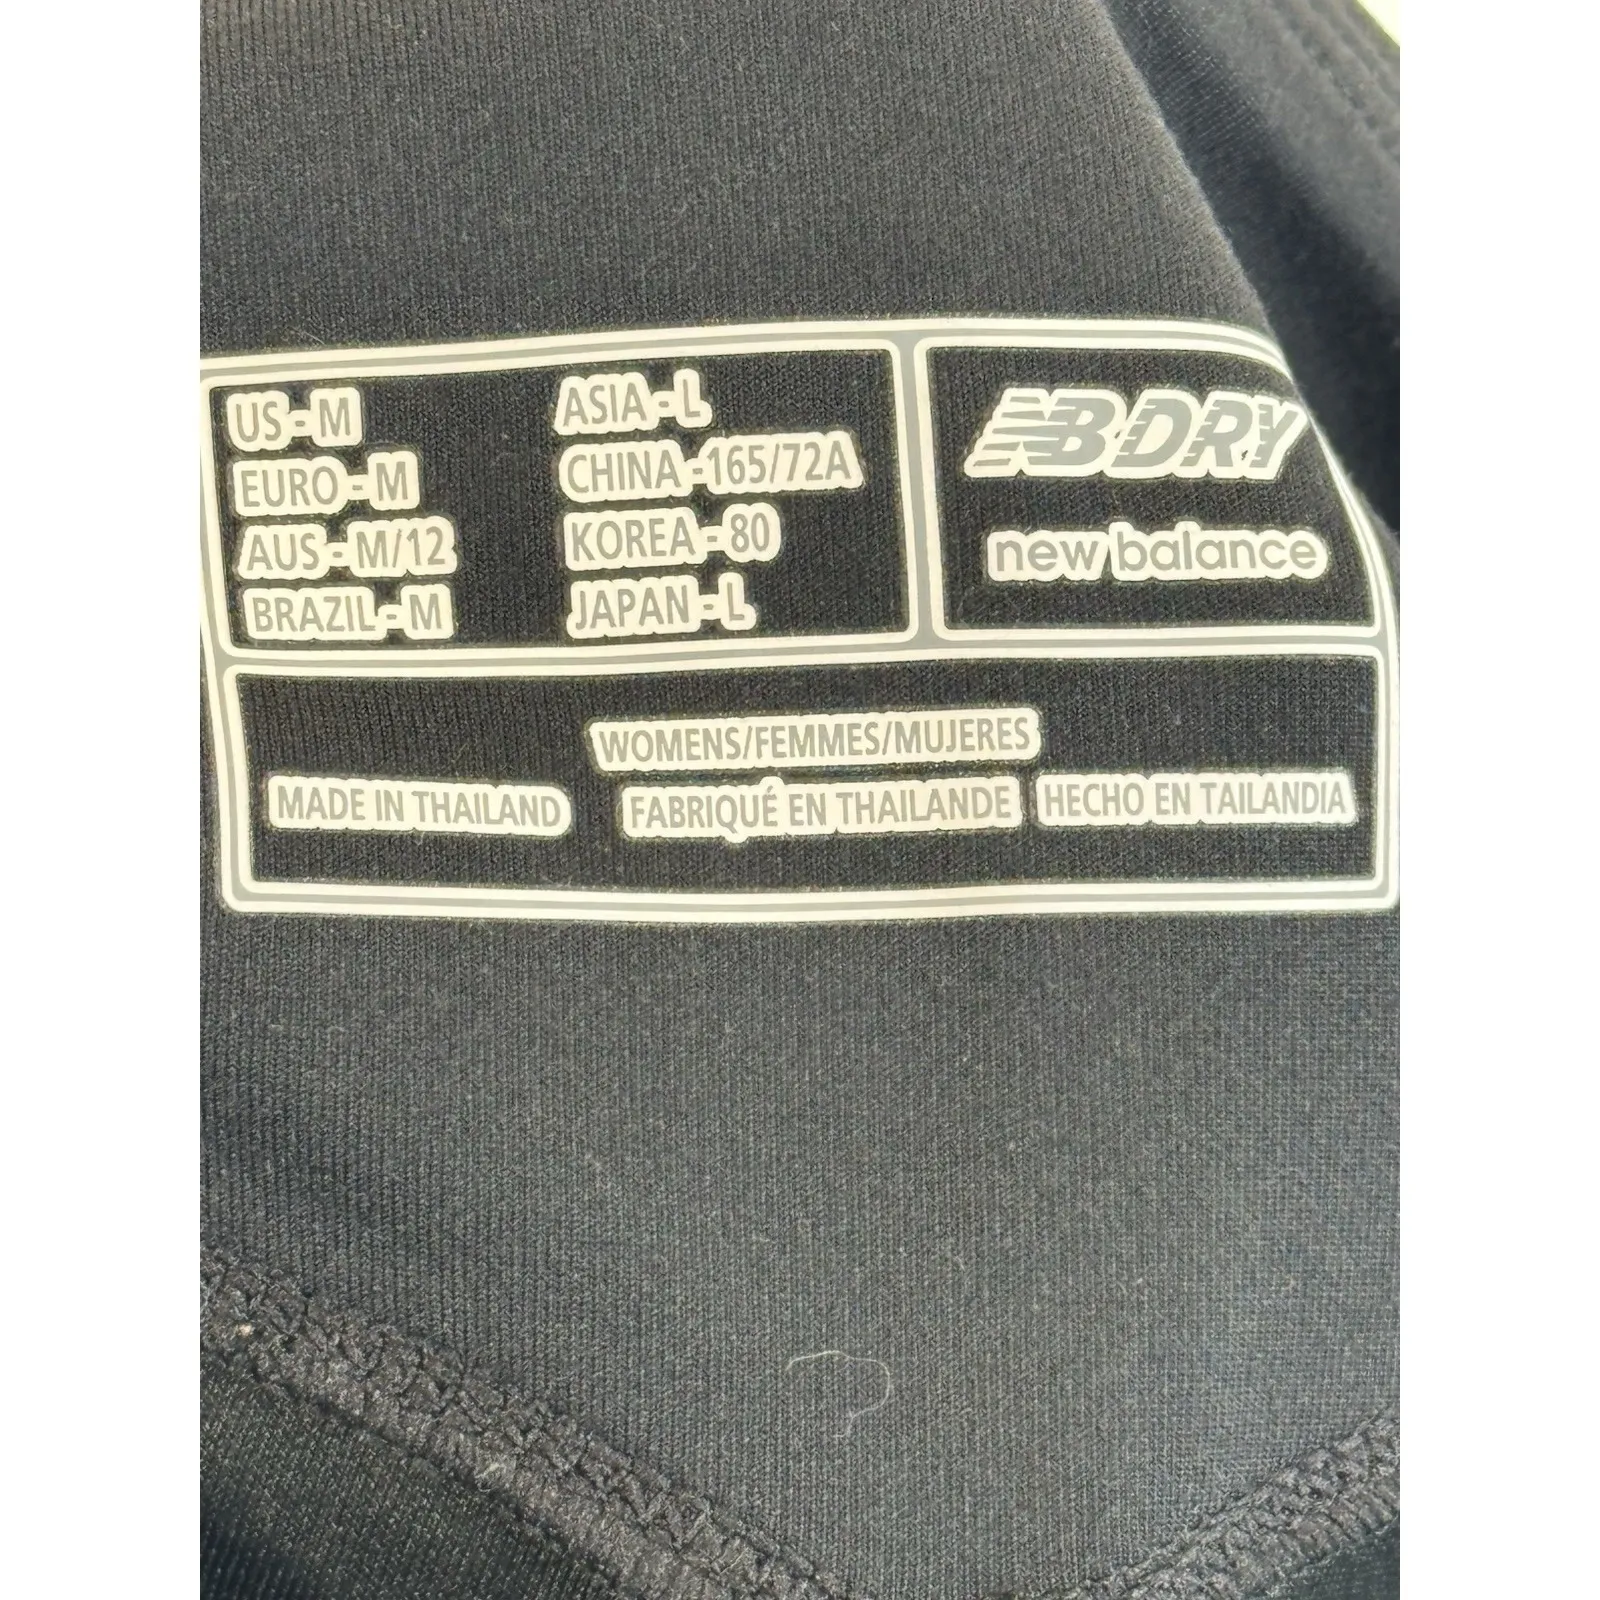 US - M
EURO - M
AUS - M/12
BRAZIL - M
ASIA - L
CHINA -165/72A
KOREA - 80
JAPAN - L
NB DRY
new balance
WOMENS/FEMMES/MUJERES
MADE IN THAILAND FABRIQUÉ EN THAILANDE HECHO EN TAILANDIA